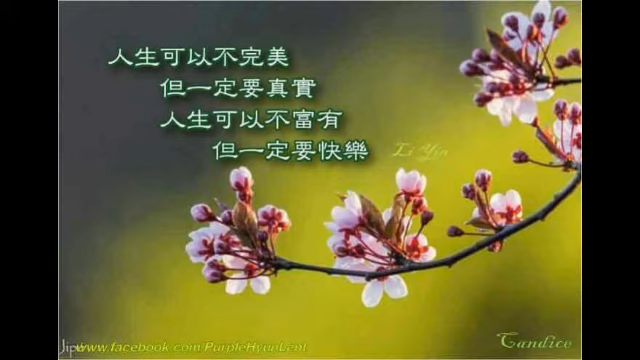 人生可以不完美
但一定要真實
人生可以不富有
但一定要快樂
Li Yin
www.facebook.com/PurpleHyunLent
Candice